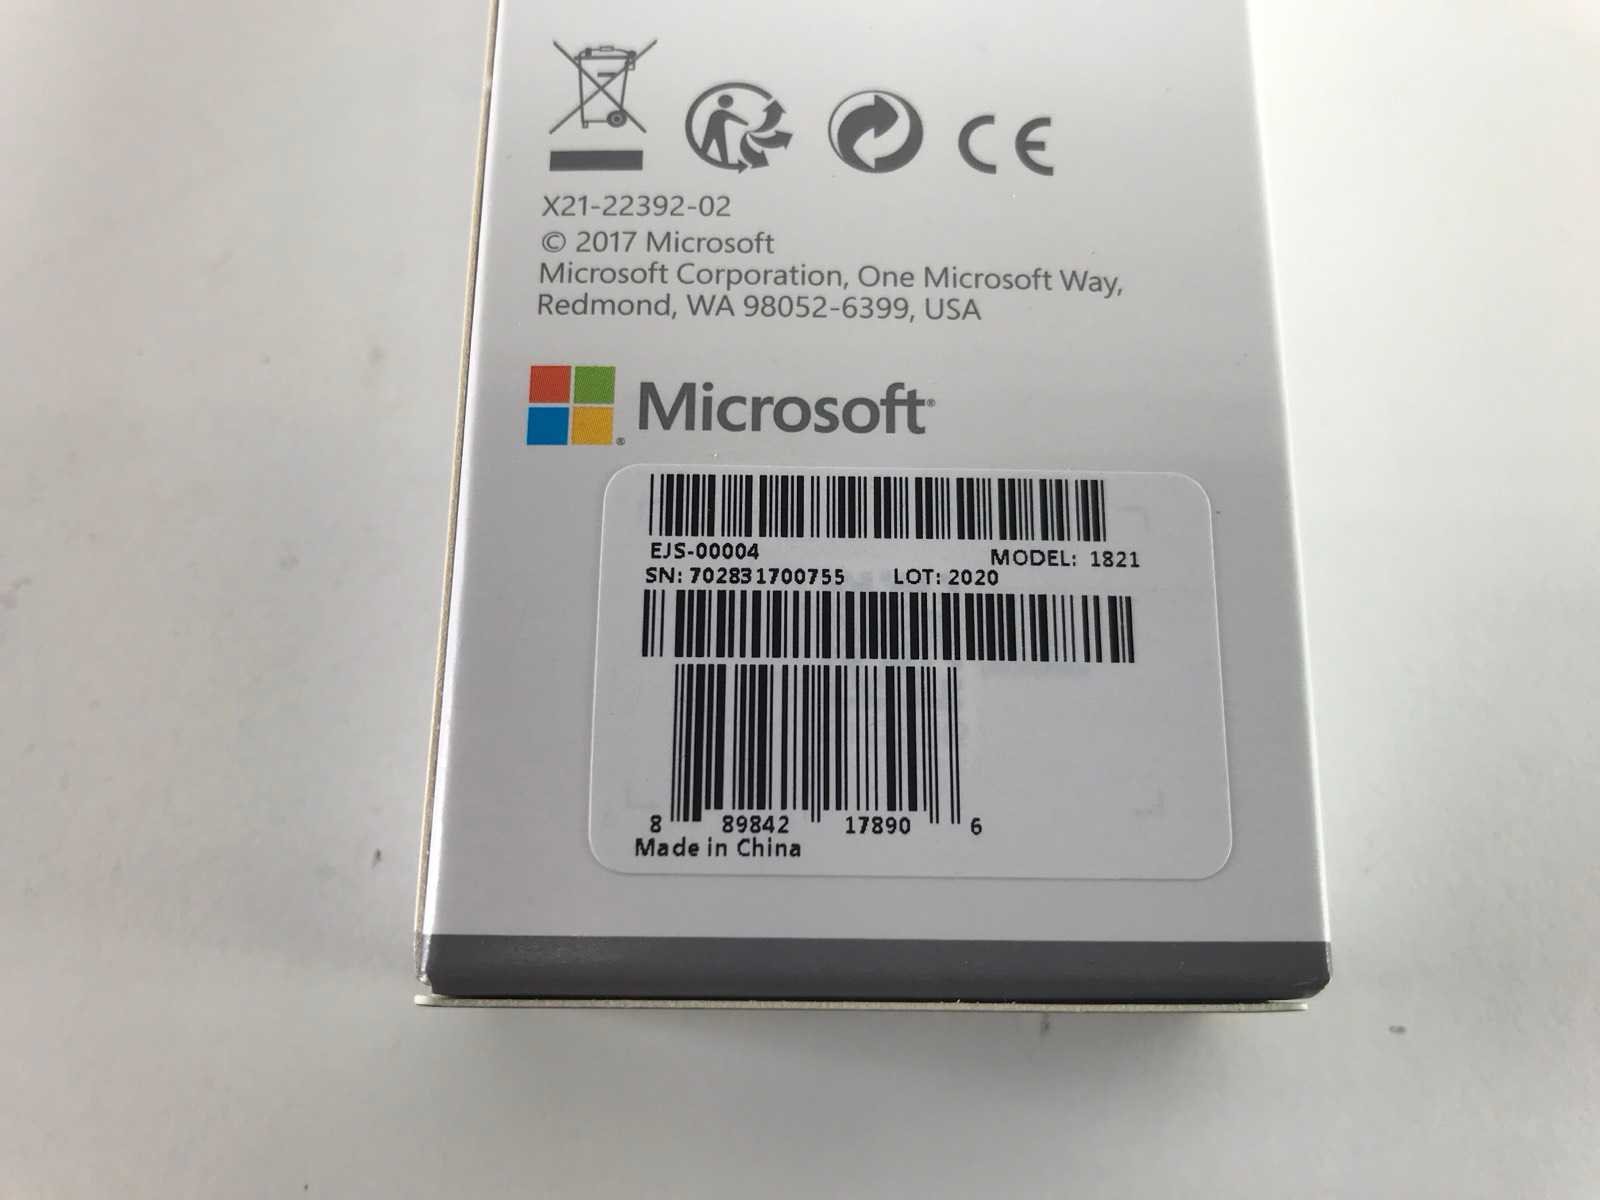 X21-22392-02
© 2017 Microsoft
Microsoft Corporation, One Microsoft Way,
Redmond, WA 98052-6399, USA
Microsoft®
EJS-00004 MODEL: 1821
SN: 702831700755 LOT: 2020
8 89842 17890 6
Made in China